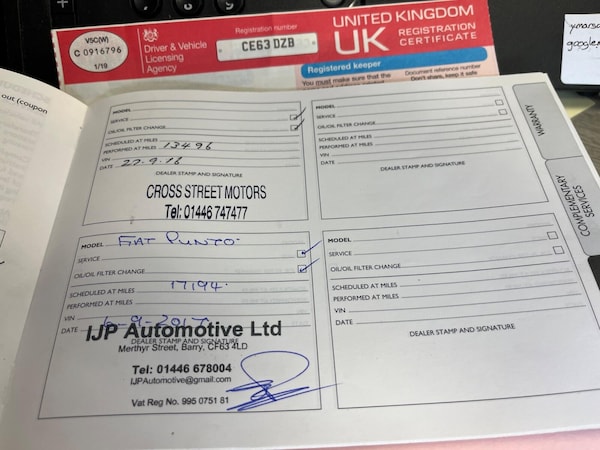 V5C(W)
C 0916796
1/19
Driver & Vehicle
Licensing
Agency
Registration number
CE63 DZB
UNITED KINGDOM
UK
REGISTRATION
CERTIFICATE
Registered keeper
You must make sure that the
Document reference number
Don't share, keep it safe
out (coupon
MODEL
SERVICE
OIL/OIL FILTER CHANGE
SCHEDULED AT MILES
PERFORMED AT MILES 13496
VIN
DATE 27.9.16
DEALER STAMP AND SIGNATURE
CROSS STREET MOTORS
Tel: 01446 747477
MODEL
SERVICE
OIL/OIL FILTER CHANGE
SCHEDULED AT MILES
PERFORMED AT MILES
VIN
DATE
DEALER STAMP AND SIGNATURE
MODEL FIAT PUNTO
SERVICE
OIL/OIL FILTER CHANGE
SCHEDULED AT MILES 17194
PERFORMED AT MILES
VIN
DATE 6-9-2017
DEALER STAMP AND SIGNATURE
IJP Automotive Ltd
Merthyr Street, Barry, CF63 4LD
Tel: 01446 678004
IJPAutomotive@gmail.com
Vat Reg No. 995 0751 81
MODEL
SERVICE
OIL/OIL FILTER CHANGE
SCHEDULED AT MILES
PERFORMED AT MILES
VIN
DATE
DEALER STAMP AND SIGNATURE
WARRANTY
COMPLEMENTARY
SERVICES